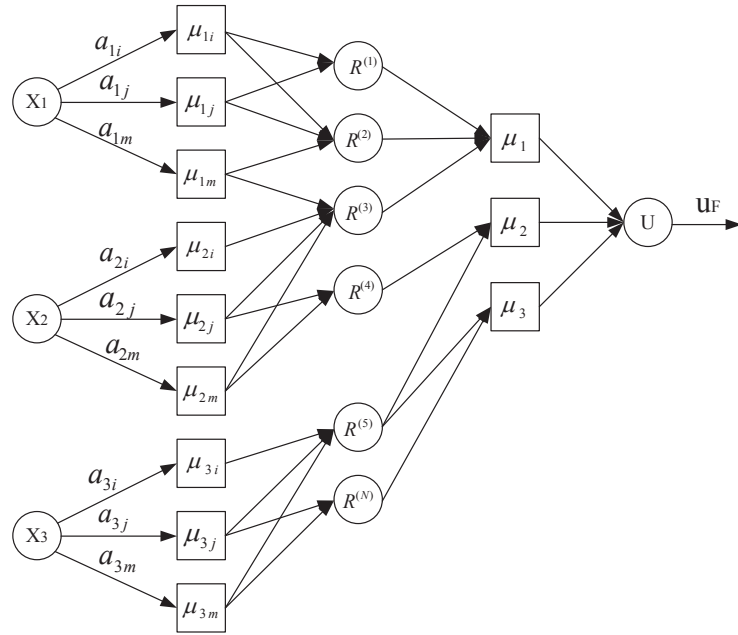 X1
a1i
a1j
a1m
μ1i
μ1j
μ1m
X2
a2i
a2j
a2m
μ2i
μ2j
μ2m
X3
a3i
a3j
a3m
μ3i
μ3j
μ3m
R(1)
R(2)
R(3)
R(4)
R(5)
R(N)
μ1
μ2
μ3
U
uF